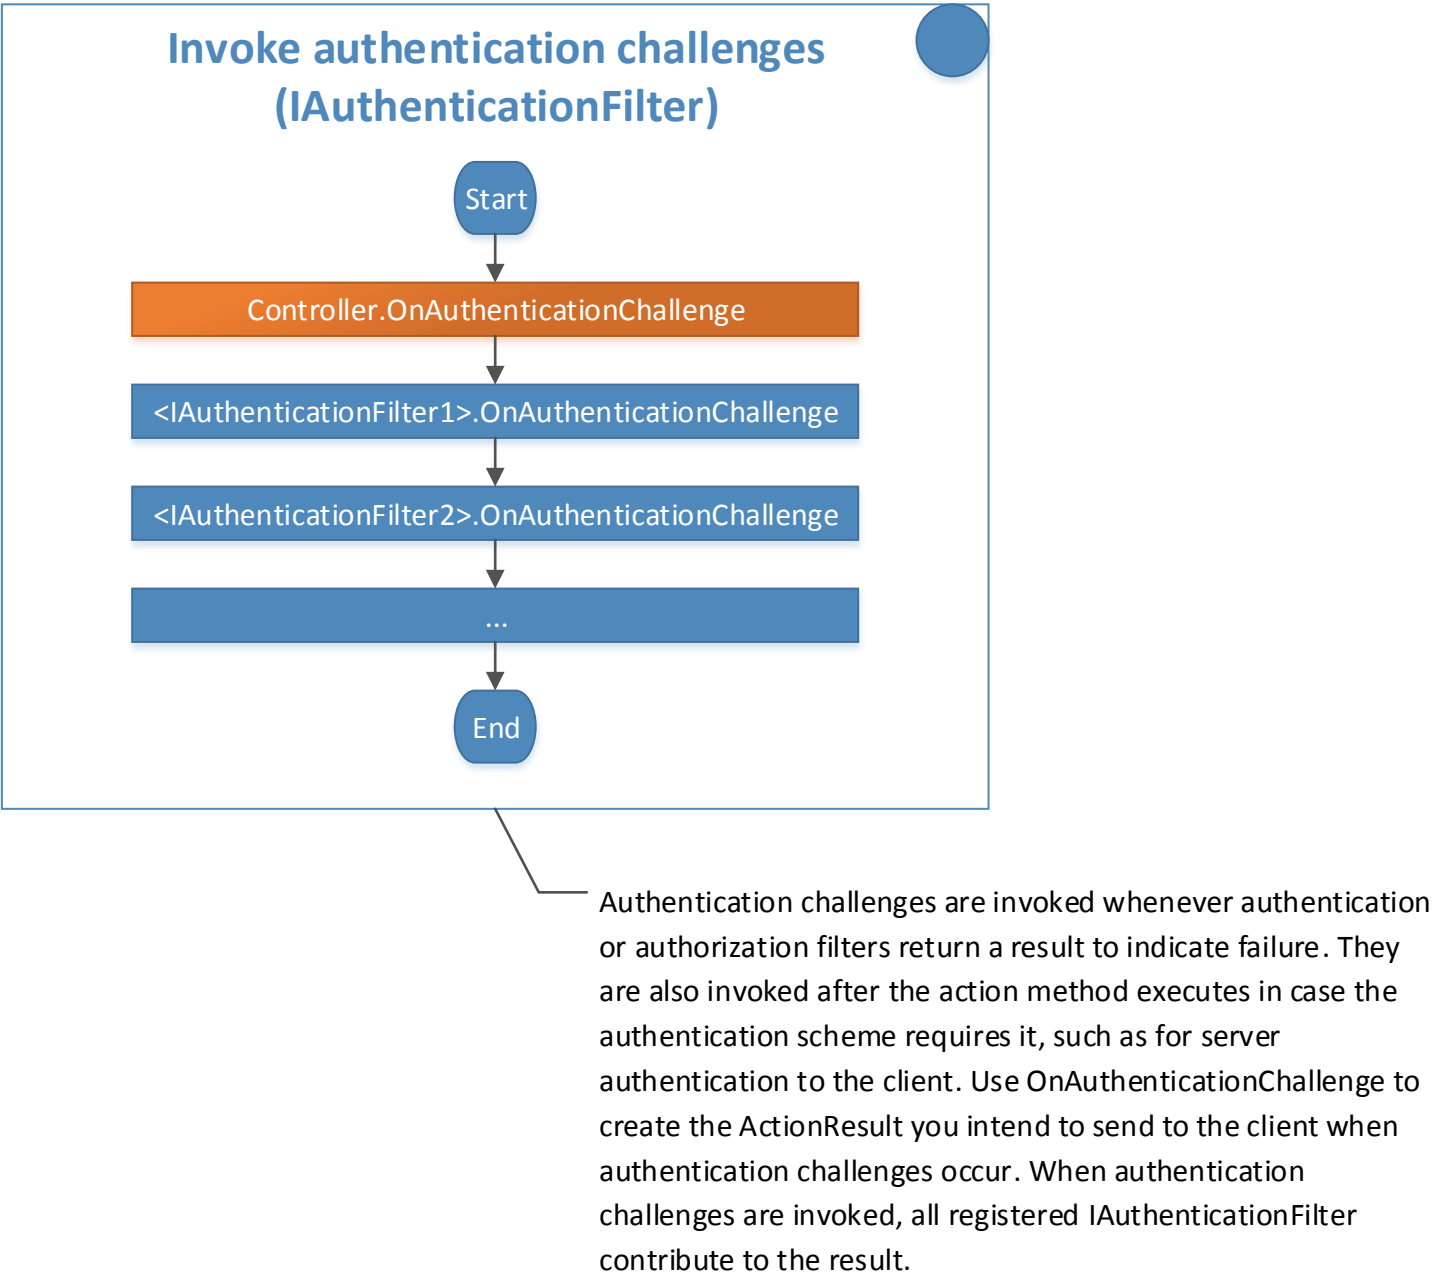 Invoke authentication challenges
(IAuthenticationFilter)
Start
Controller.OnAuthenticationChallenge
<IAuthenticationFilter1>.OnAuthenticationChallenge
<IAuthenticationFilter2>.OnAuthenticationChallenge
...
End
Authentication challenges are invoked whenever authentication
or authorization filters return a result to indicate failure. They
are also invoked after the action method executes in case the
authentication scheme requires it, such as for server
authentication to the client. Use OnAuthenticationChallenge to
create the ActionResult you intend to send to the client when
authentication challenges occur. When authentication
challenges are invoked, all registered IAuthenticationFilter
contribute to the result.